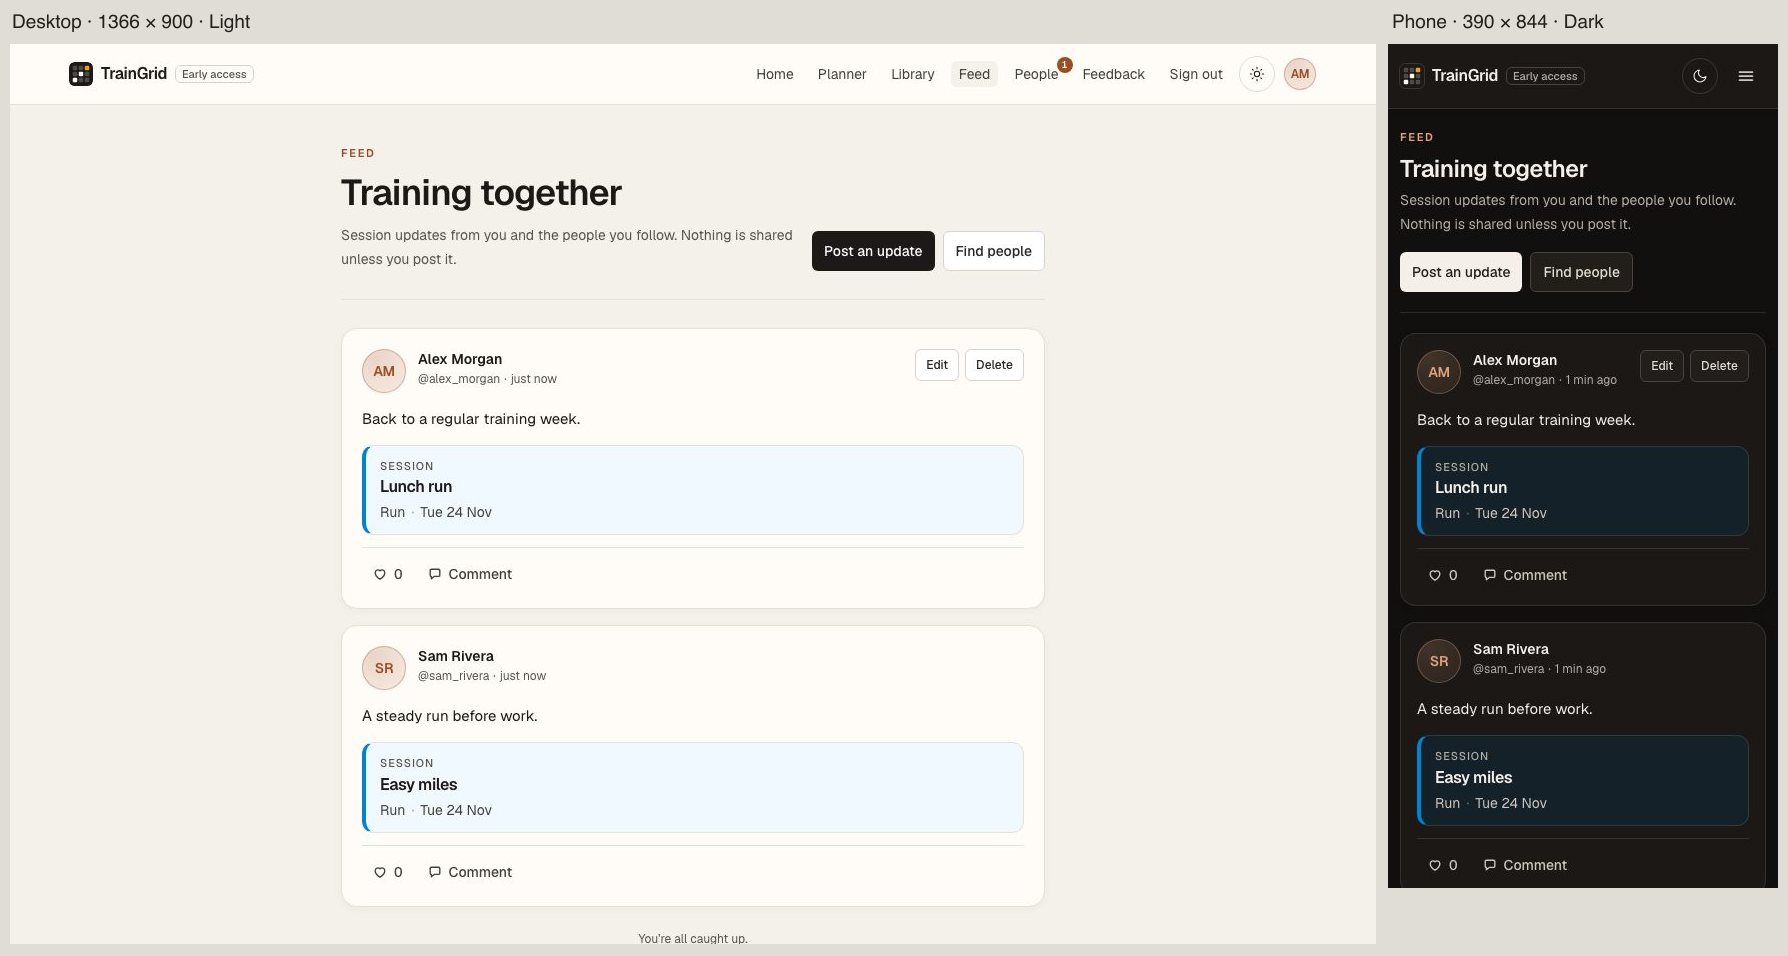 Desktop · 1366 × 900 · Light
TrainGrid
Early access
Home
Planner
Library
Feed
People
1
Feedback
Sign out
AM
FEED
Training together
Session updates from you and the people you follow. Nothing is shared
unless you post it.
Post an update
Find people
AM
Alex Morgan
@alex_morgan · just now
Edit
Delete
Back to a regular training week.
SESSION
Lunch run
Run · Tue 24 Nov
0
Comment
SR
Sam Rivera
@sam_rivera · just now
A steady run before work.
SESSION
Easy miles
Run · Tue 24 Nov
0
Comment
You're all caught up.
Phone · 390 × 844 · Dark
TrainGrid
Early access
FEED
Training together
Session updates from you and the people you follow.
Nothing is shared unless you post it.
Post an update
Find people
AM
Alex Morgan
@alex_morgan · 1 min ago
Edit
Delete
Back to a regular training week.
SESSION
Lunch run
Run · Tue 24 Nov
0
Comment
SR
Sam Rivera
@sam_rivera · 1 min ago
A steady run before work.
SESSION
Easy miles
Run · Tue 24 Nov
0
Comment